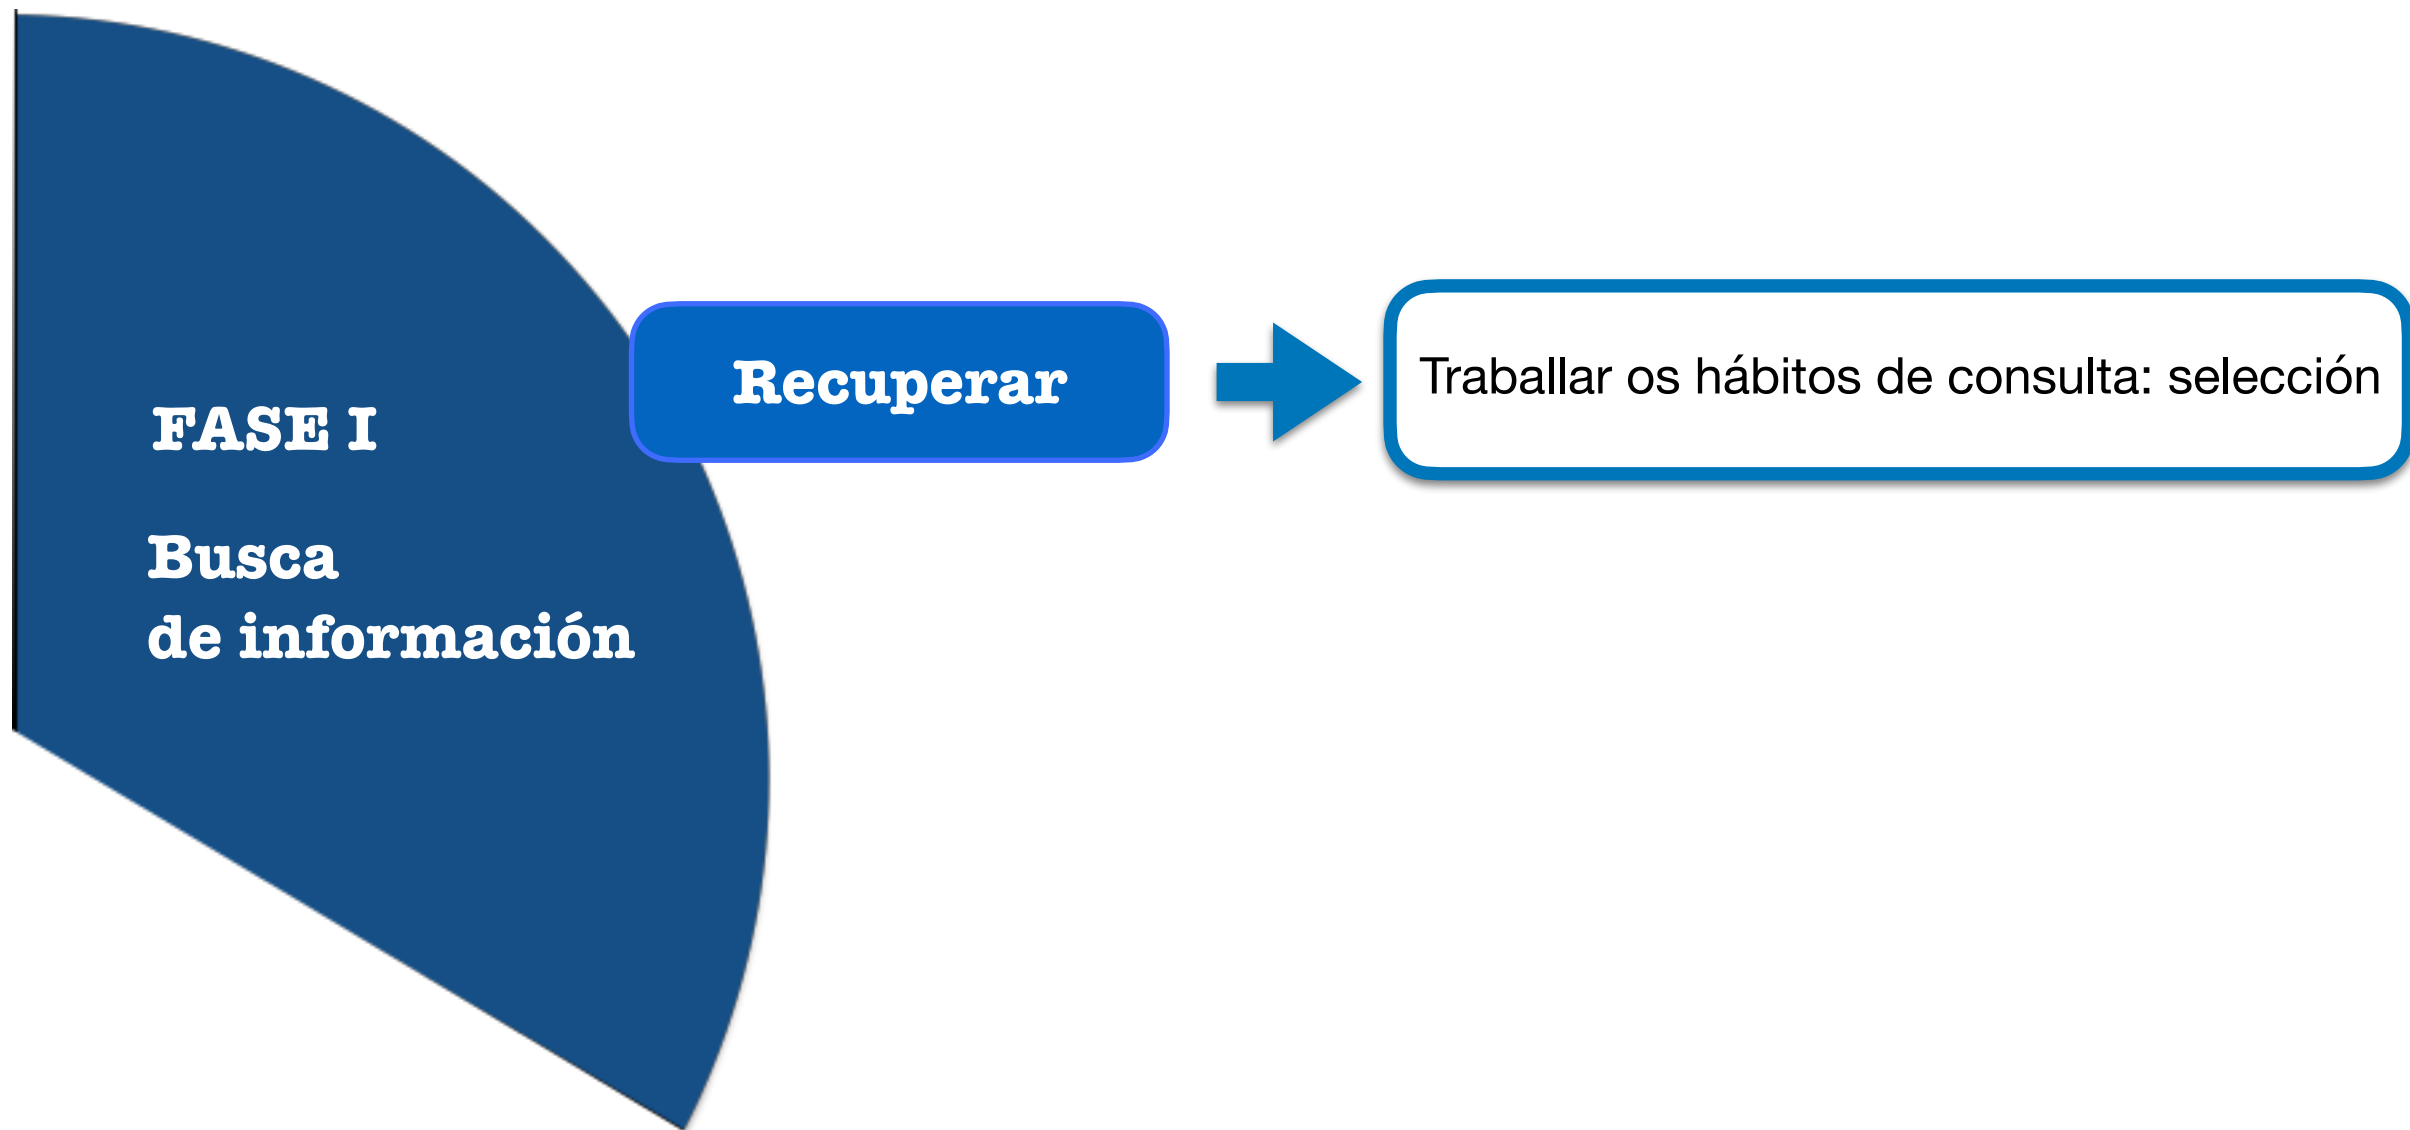 FASE I
Busca
de información
Recuperar
Traballar os hábitos de consulta: selección